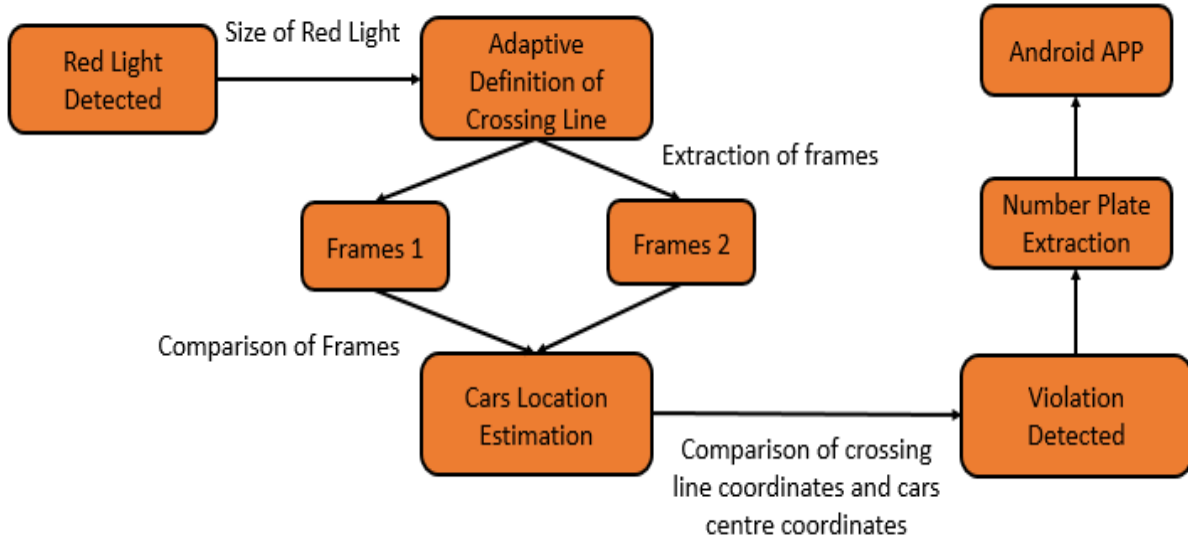 Red Light
Detected
Size of Red Light
Adaptive
Definition of
Crossing Line
Extraction of frames
Frames 1
Frames 2
Comparison of Frames
Cars Location
Estimation
Comparison of crossing
line coordinates and cars
centre coordinates
Violation
Detected
Number Plate
Extraction
Android APP